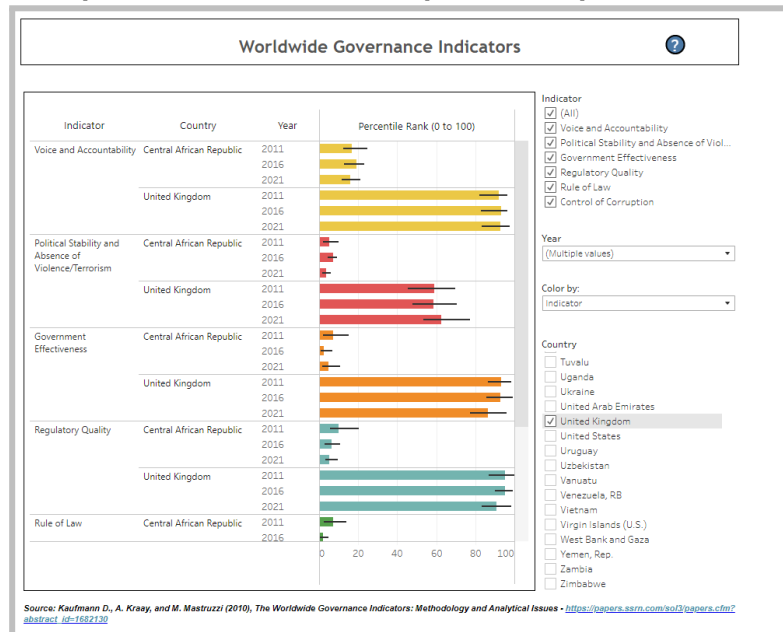 Worldwide Governance Indicators
?
Indicator Country Year Percentile Rank (0 to 100)
Voice and Accountability Central African Republic 2011
2016
2021
United Kingdom 2011
2016
2021
Political Stability and Central African Republic 2011
Absence of 2016
Violence/Terrorism
2021
United Kingdom 2011
2016
2021
Government Central African Republic 2011
Effectiveness 2016
2021
United Kingdom 2011
2016
2021
Regulatory Quality Central African Republic 2011
2016
2021
United Kingdom 2011
2016
2021
Rule of Law Central African Republic 2011
2016
0 20 40 60 80 100
Indicator
(All)
Voice and Accountability
Political Stability and Absence of Viol...
Government Effectiveness
Regulatory Quality
Rule of Law
Control of Corruption
Year
(Multiple values)
Color by:
Indicator
Country
Tuvalu
Uganda
Ukraine
United Arab Emirates
United Kingdom
United States
Uruguay
Uzbekistan
Vanuatu
Venezuela, RB
Vietnam
Virgin Islands (U.S.)
West Bank and Gaza
Yemen, Rep.
Zambia
Zimbabwe
Source: Kaufmann D., A. Kraay, and M. Mastruzzi (2010), The Worldwide Governance Indicators: Methodology and Analytical Issues - https://papers.ssrn.com/sol3/papers.cfm?
abstract_id=1682130